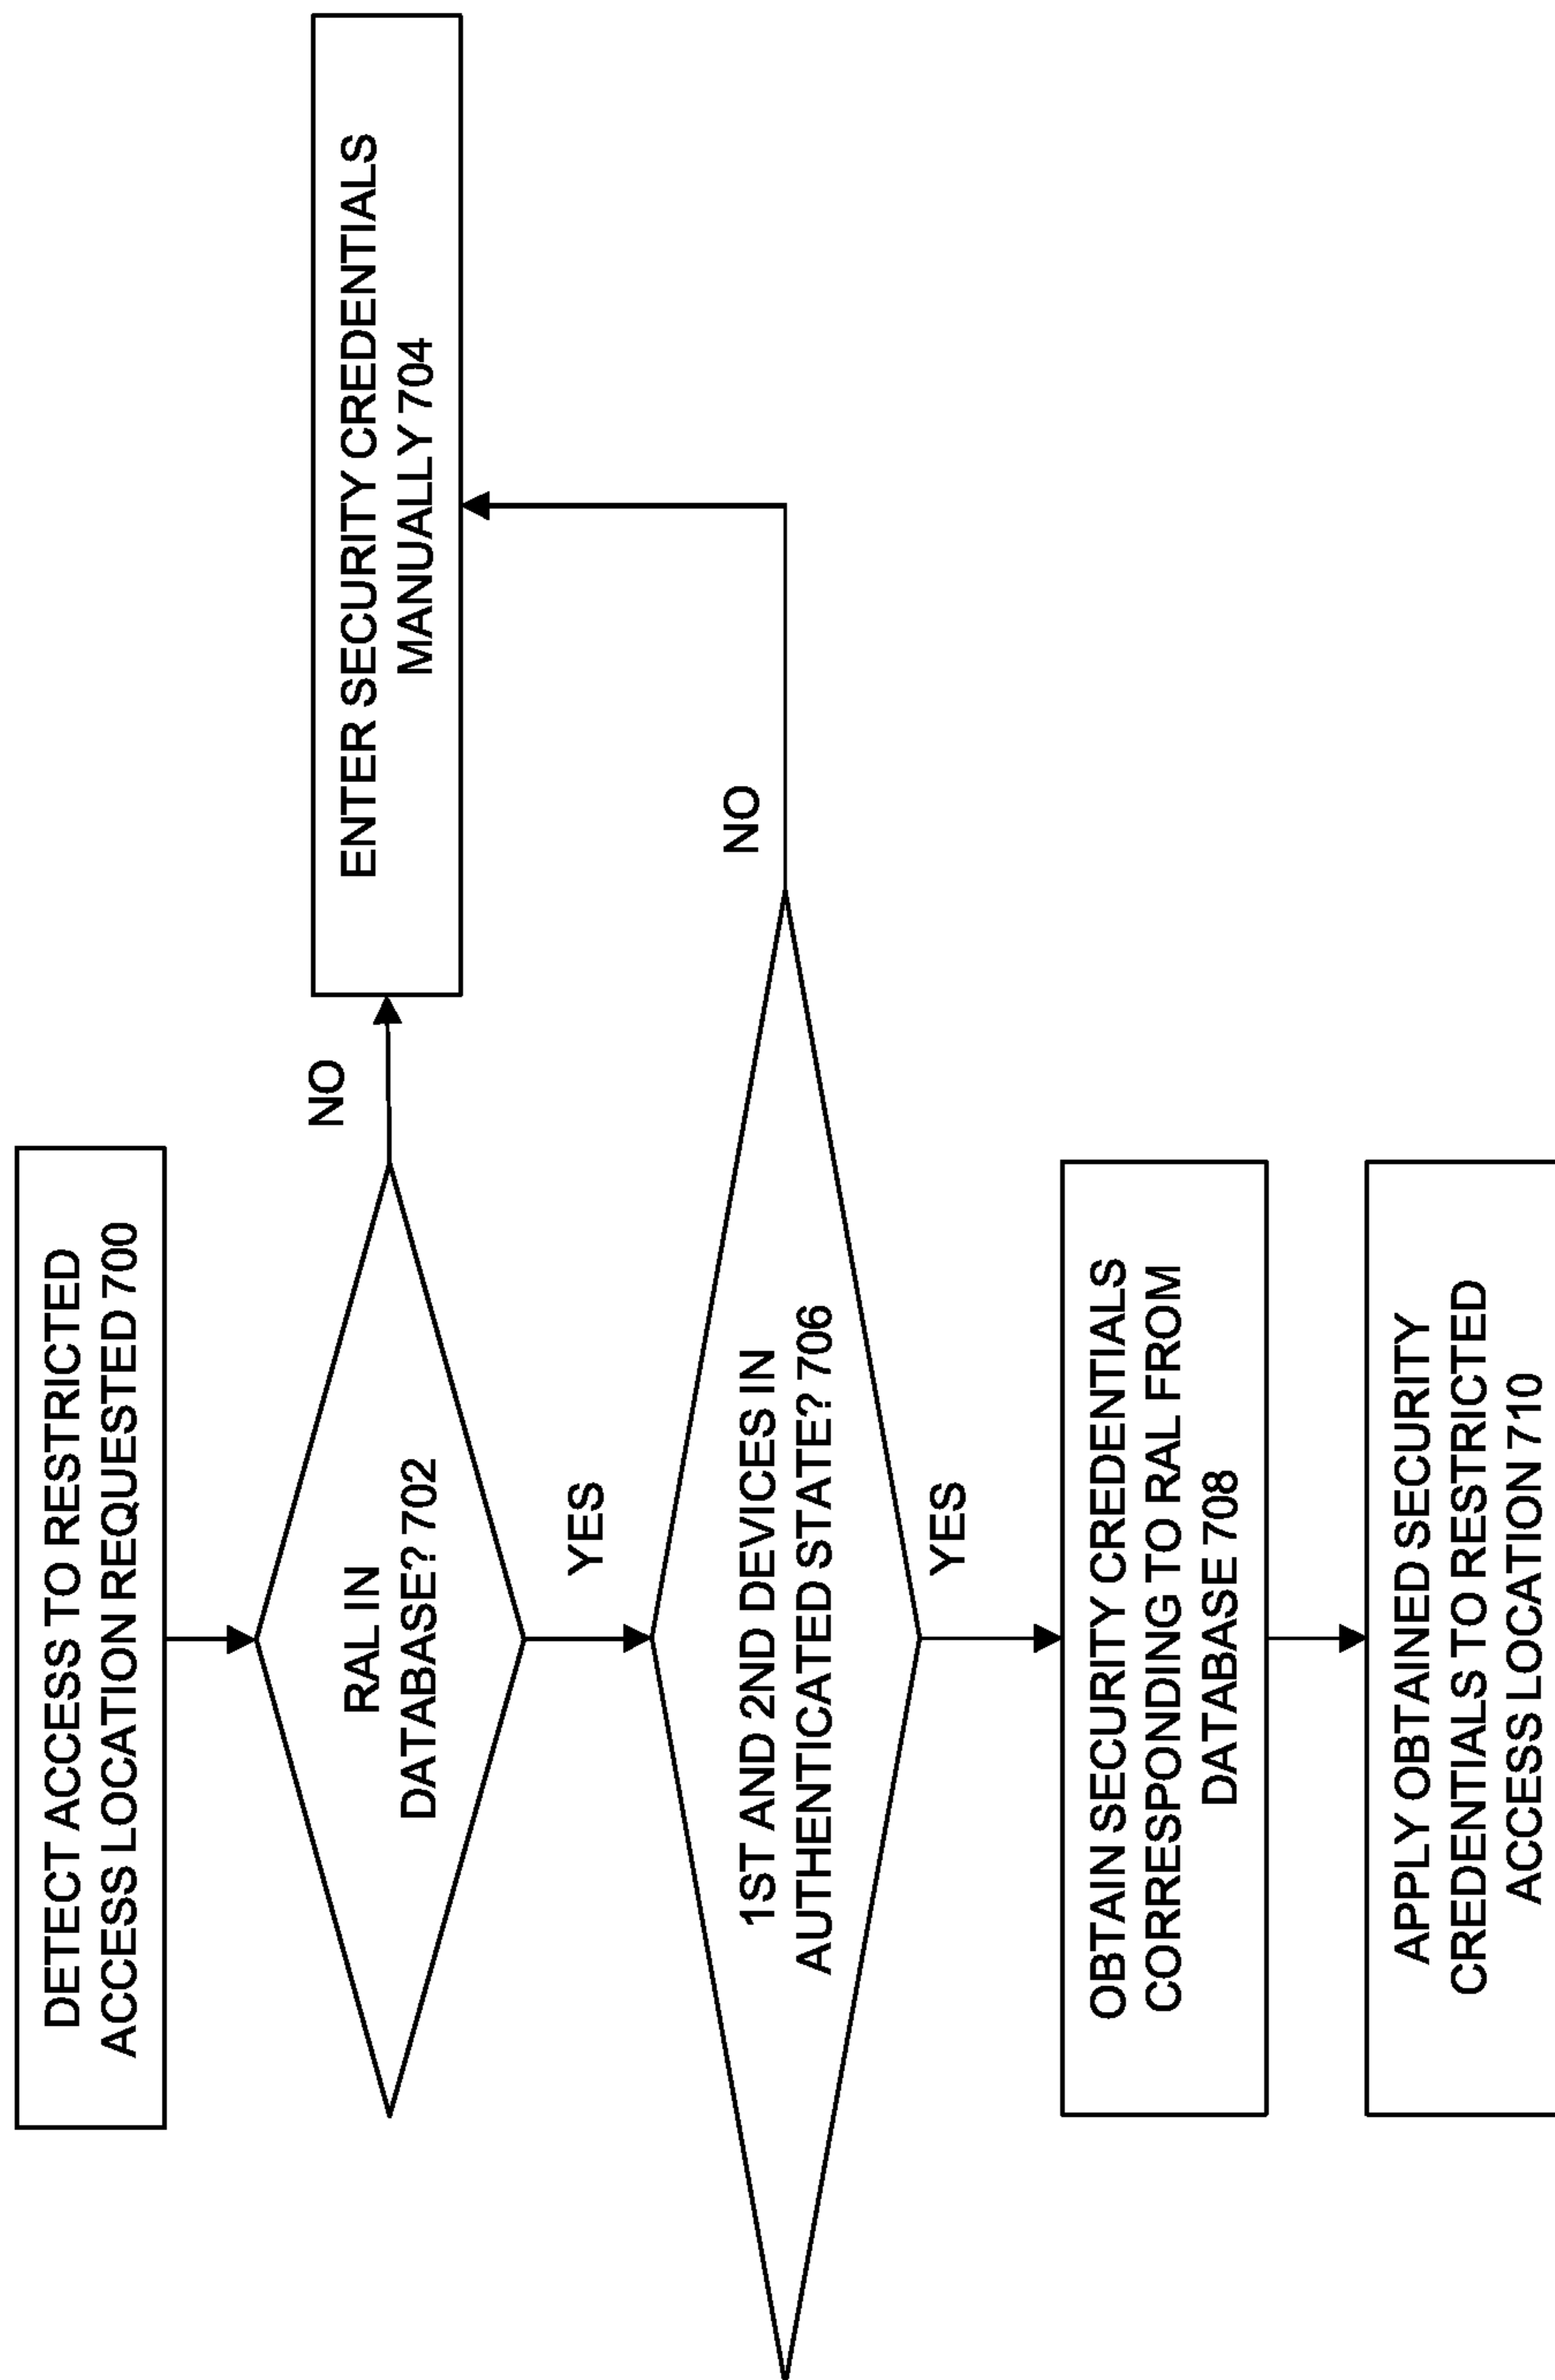 DETECT ACCESS TO RESTRICTED
ACCESS LOCATION REQUESTED 700
RAL IN
DATABASE? 702
NO
ENTER SECURITY CREDENTIALS
MANUALLY 704
YES
1ST AND 2ND DEVICES IN
AUTHENTICATED STATE? 706
NO
YES
OBTAIN SECURITY CREDENTIALS
CORRESPONDING TO RAL FROM
DATABASE 708
APPLY OBTAINED SECURITY
CREDENTIALS TO RESTRICTED
ACCESS LOCATION 710